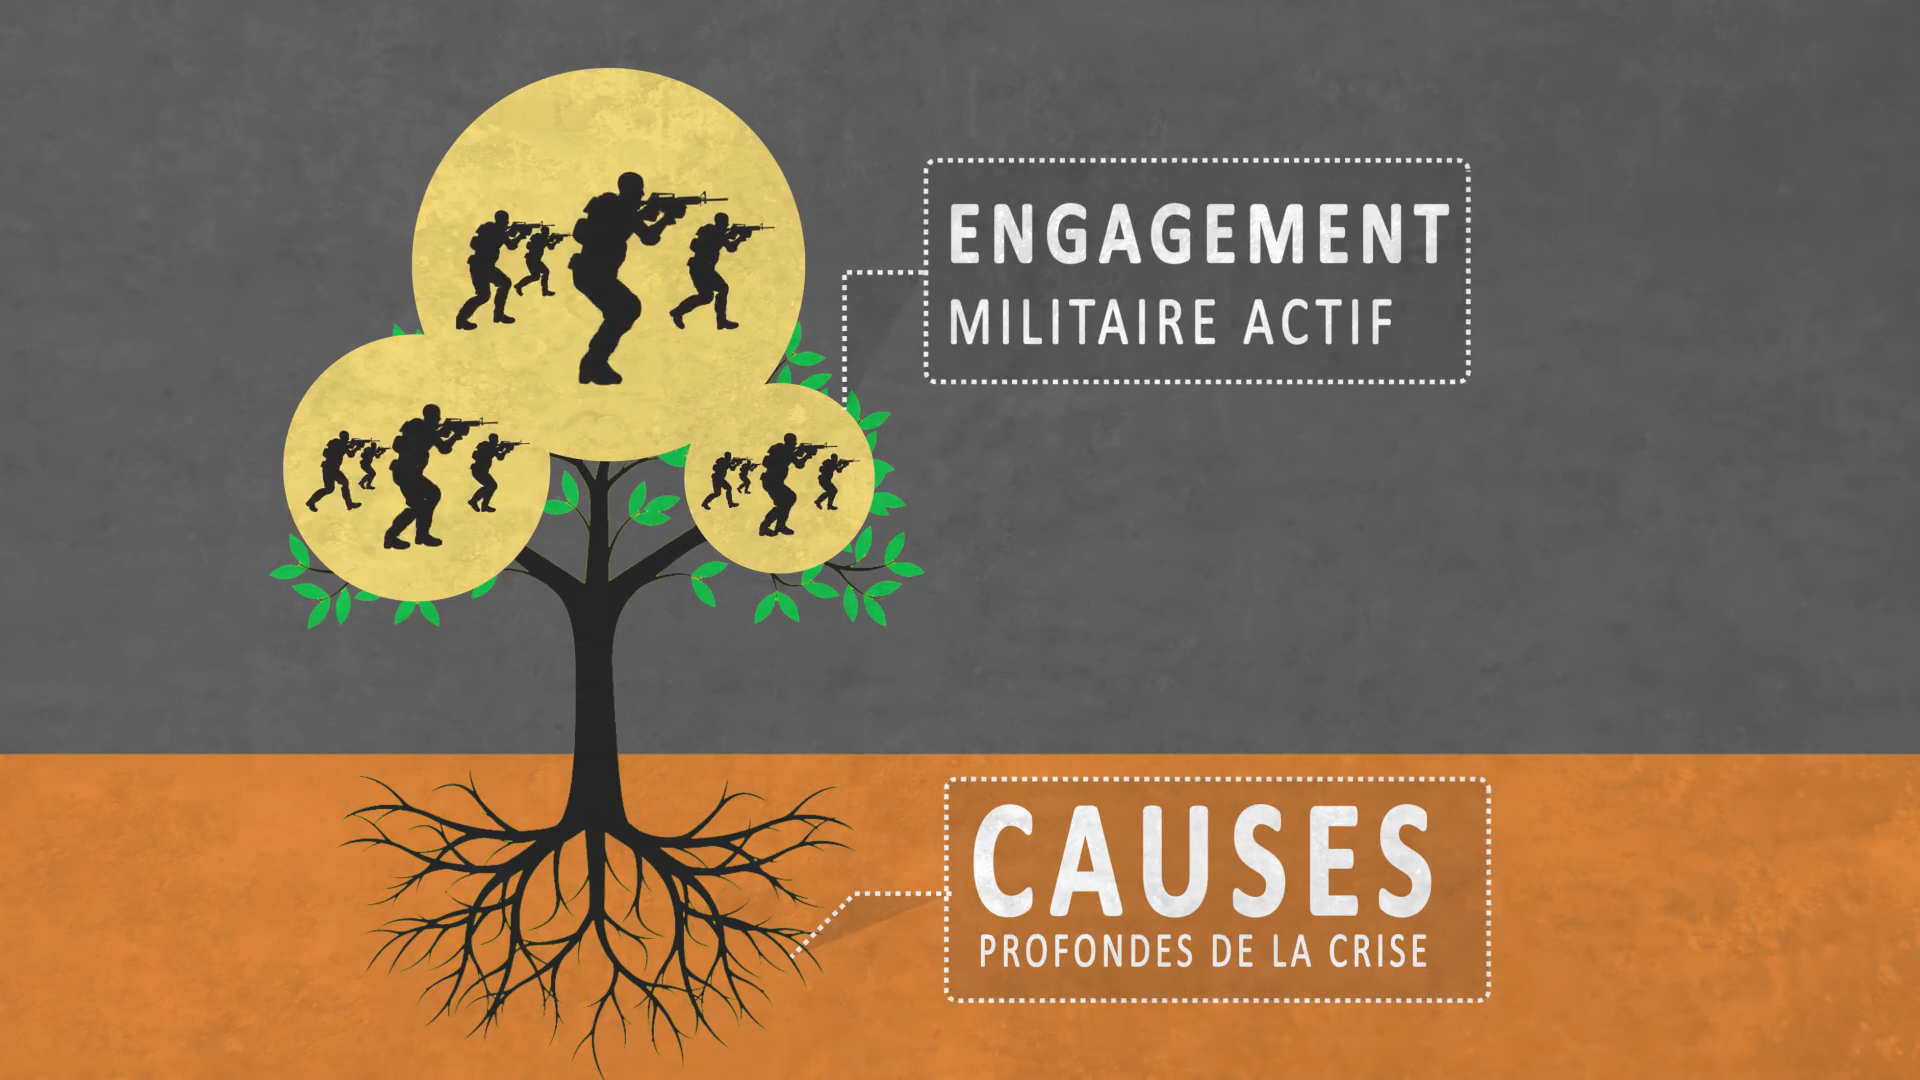 ENGAGEMENT
MILITAIRE ACTIF
CAUSES
PROFONDES DE LA CRISE